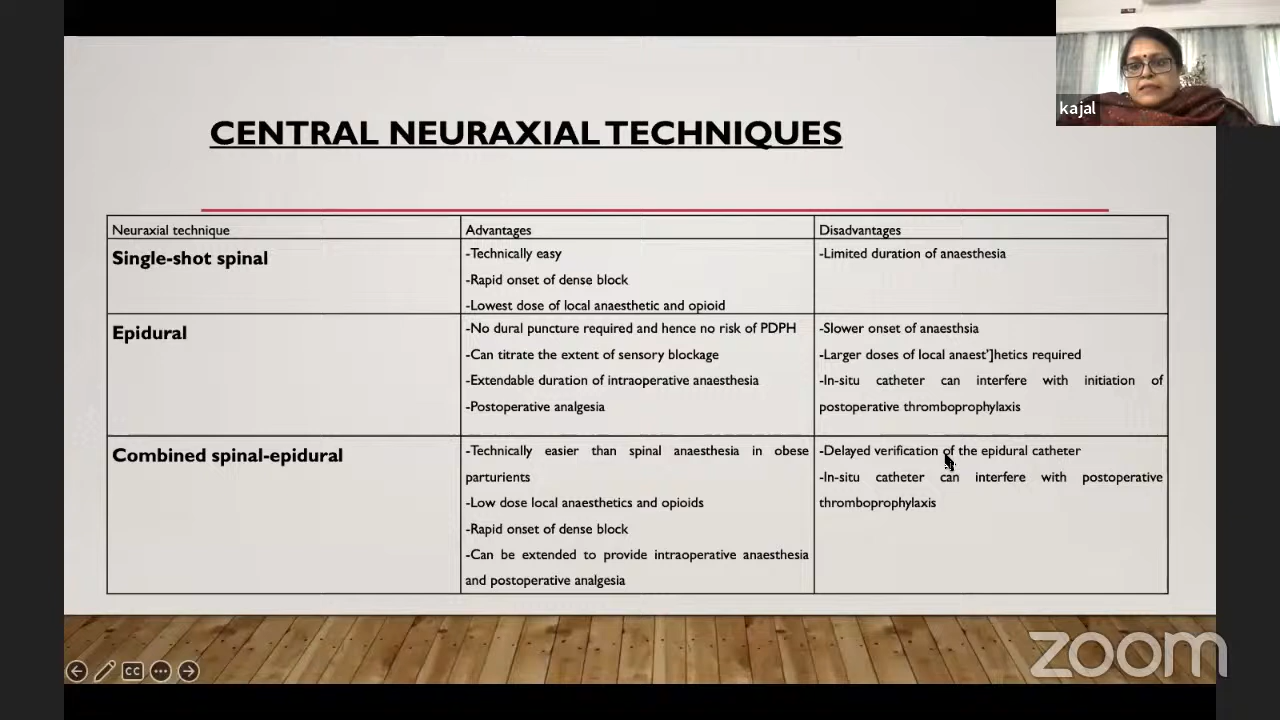 kajal
CENTRAL NEURAXIAL TECHNIQUES
Neuraxial technique
Advantages
Disadvantages
Single-shot spinal
-Technically easy
-Rapid onset of dense block
-Lowest dose of local anaesthetic and opioid
-Limited duration of anaesthesia
Epidural
-No dural puncture required and hence no risk of PDPH
-Can titrate the extent of sensory blockage
-Extendable duration of intraoperative anaesthesia
-Postoperative analgesia
-Slower onset of anaesthsia
-Larger doses of local anaest']hetics required
-In-situ catheter can interfere with initiation of
postoperative thromboprophylaxis
Combined spinal-epidural
-Technically easier than spinal anaesthesia in obese
parturients
-Low dose local anaesthetics and opioids
-Rapid onset of dense block
-Can be extended to provide intraoperative anaesthesia
and postoperative analgesia
-Delayed verification of the epidural catheter
-In-situ catheter can interfere with postoperative
thromboprophylaxis
CC
zoom